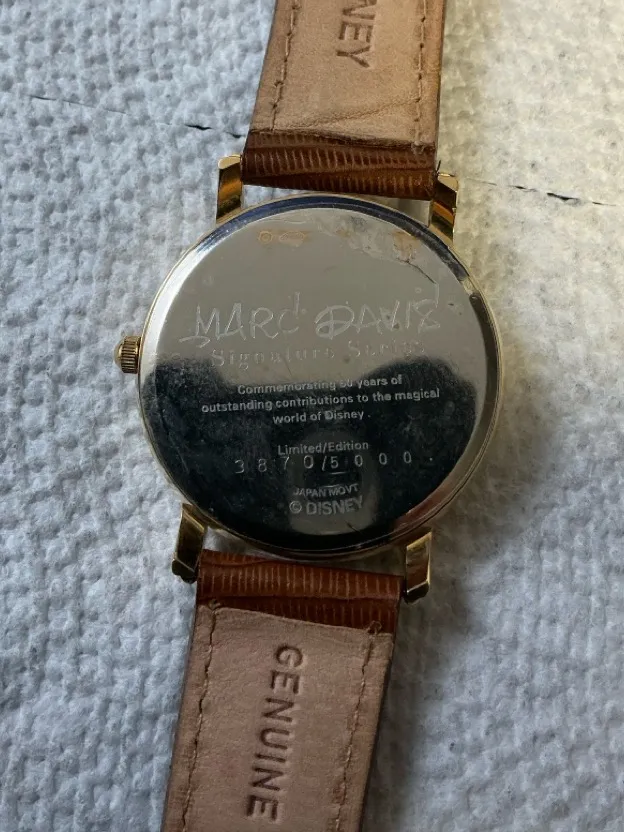 NEY
MARC DAVIS
Signature Series
Commemorating 60 years of
outstanding contributions to the magical
world of Disney.
Limited/Edition
3870/5000
JAPAN MOVT
© DISNEY
GENUINE